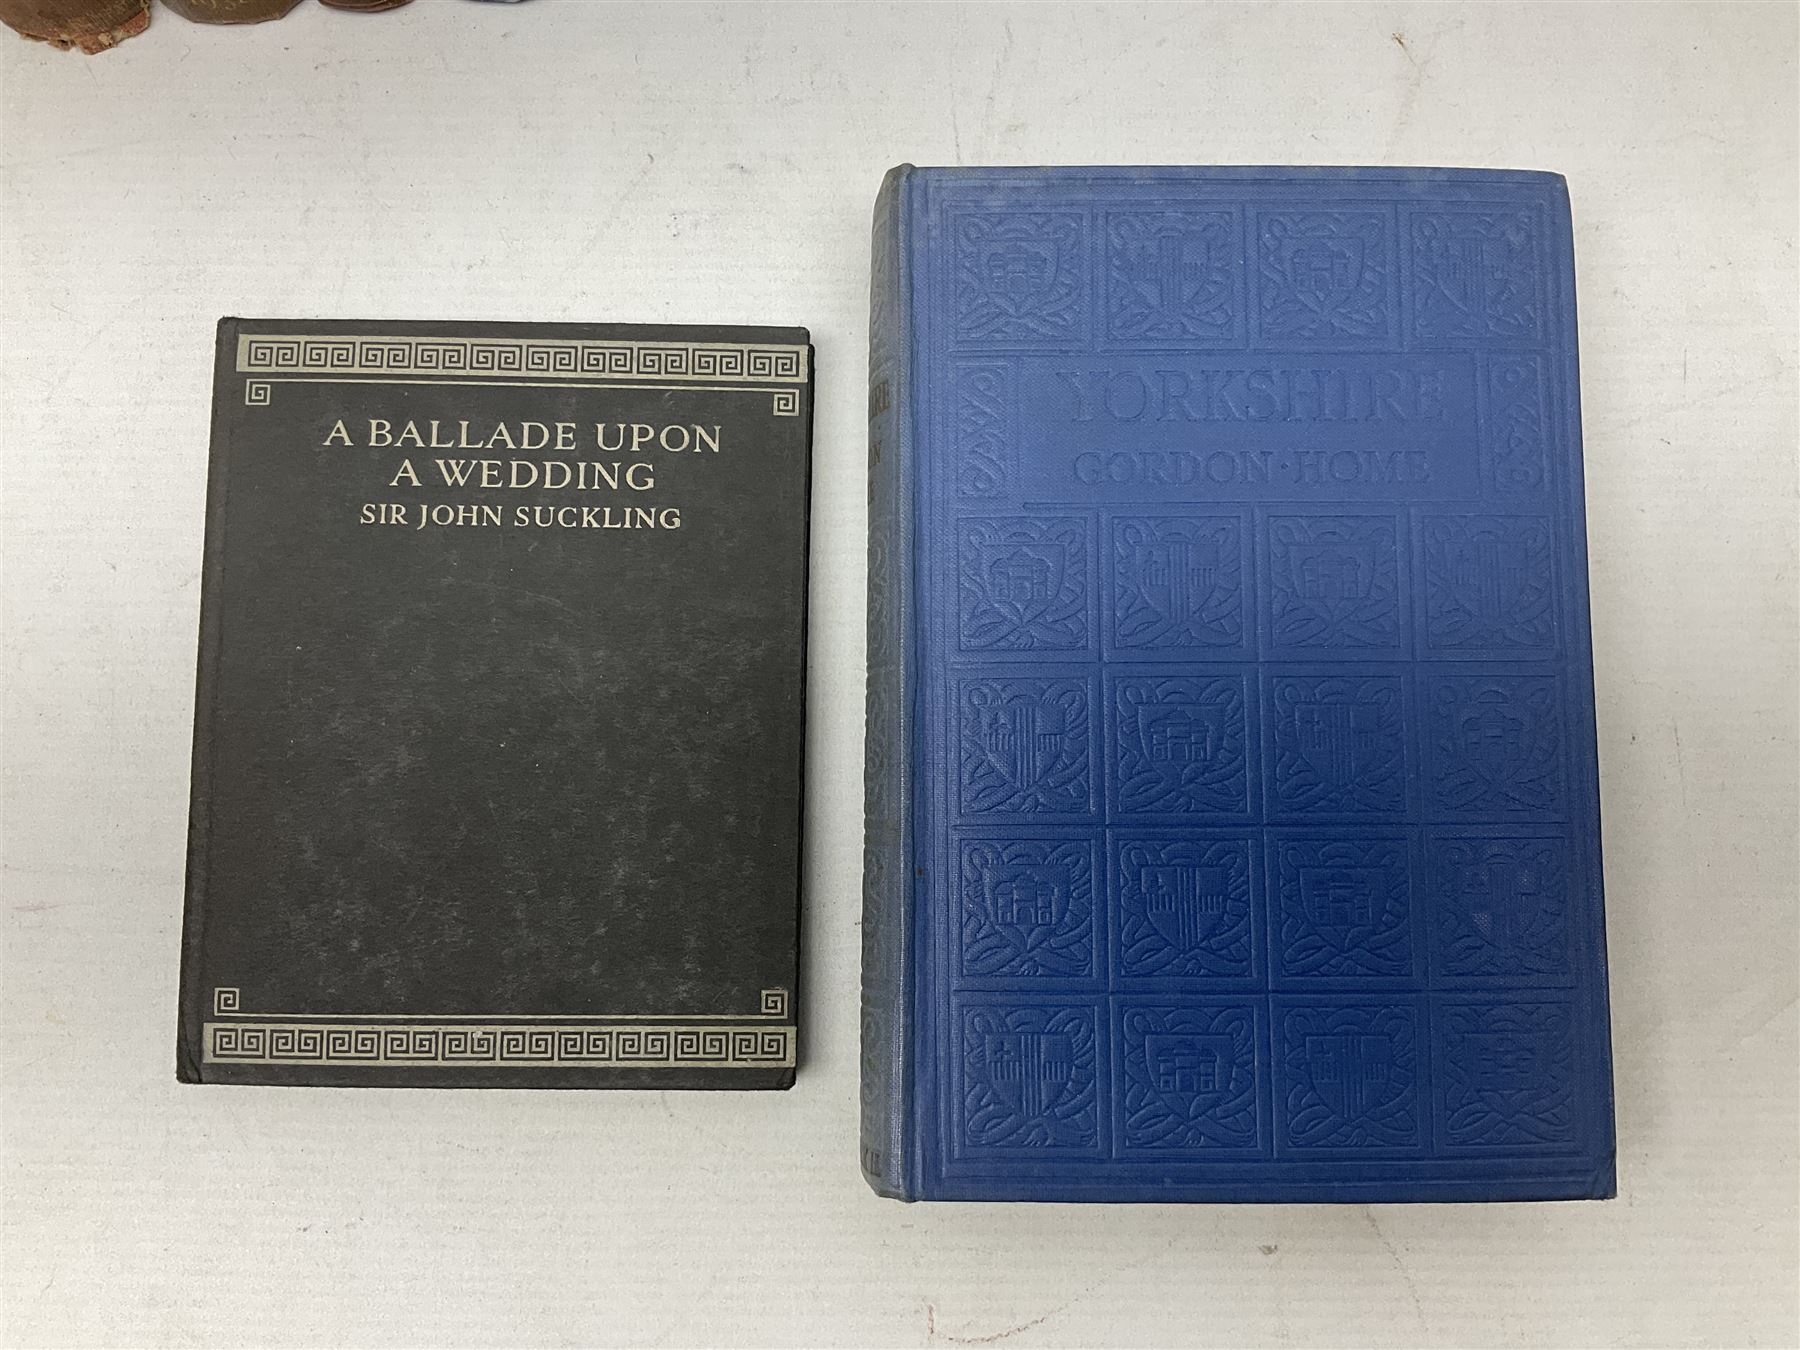 A BALLADE UPON
A WEDDING
SIR JOHN SUCKLING
YORKSHIRE
GORDON · HOME